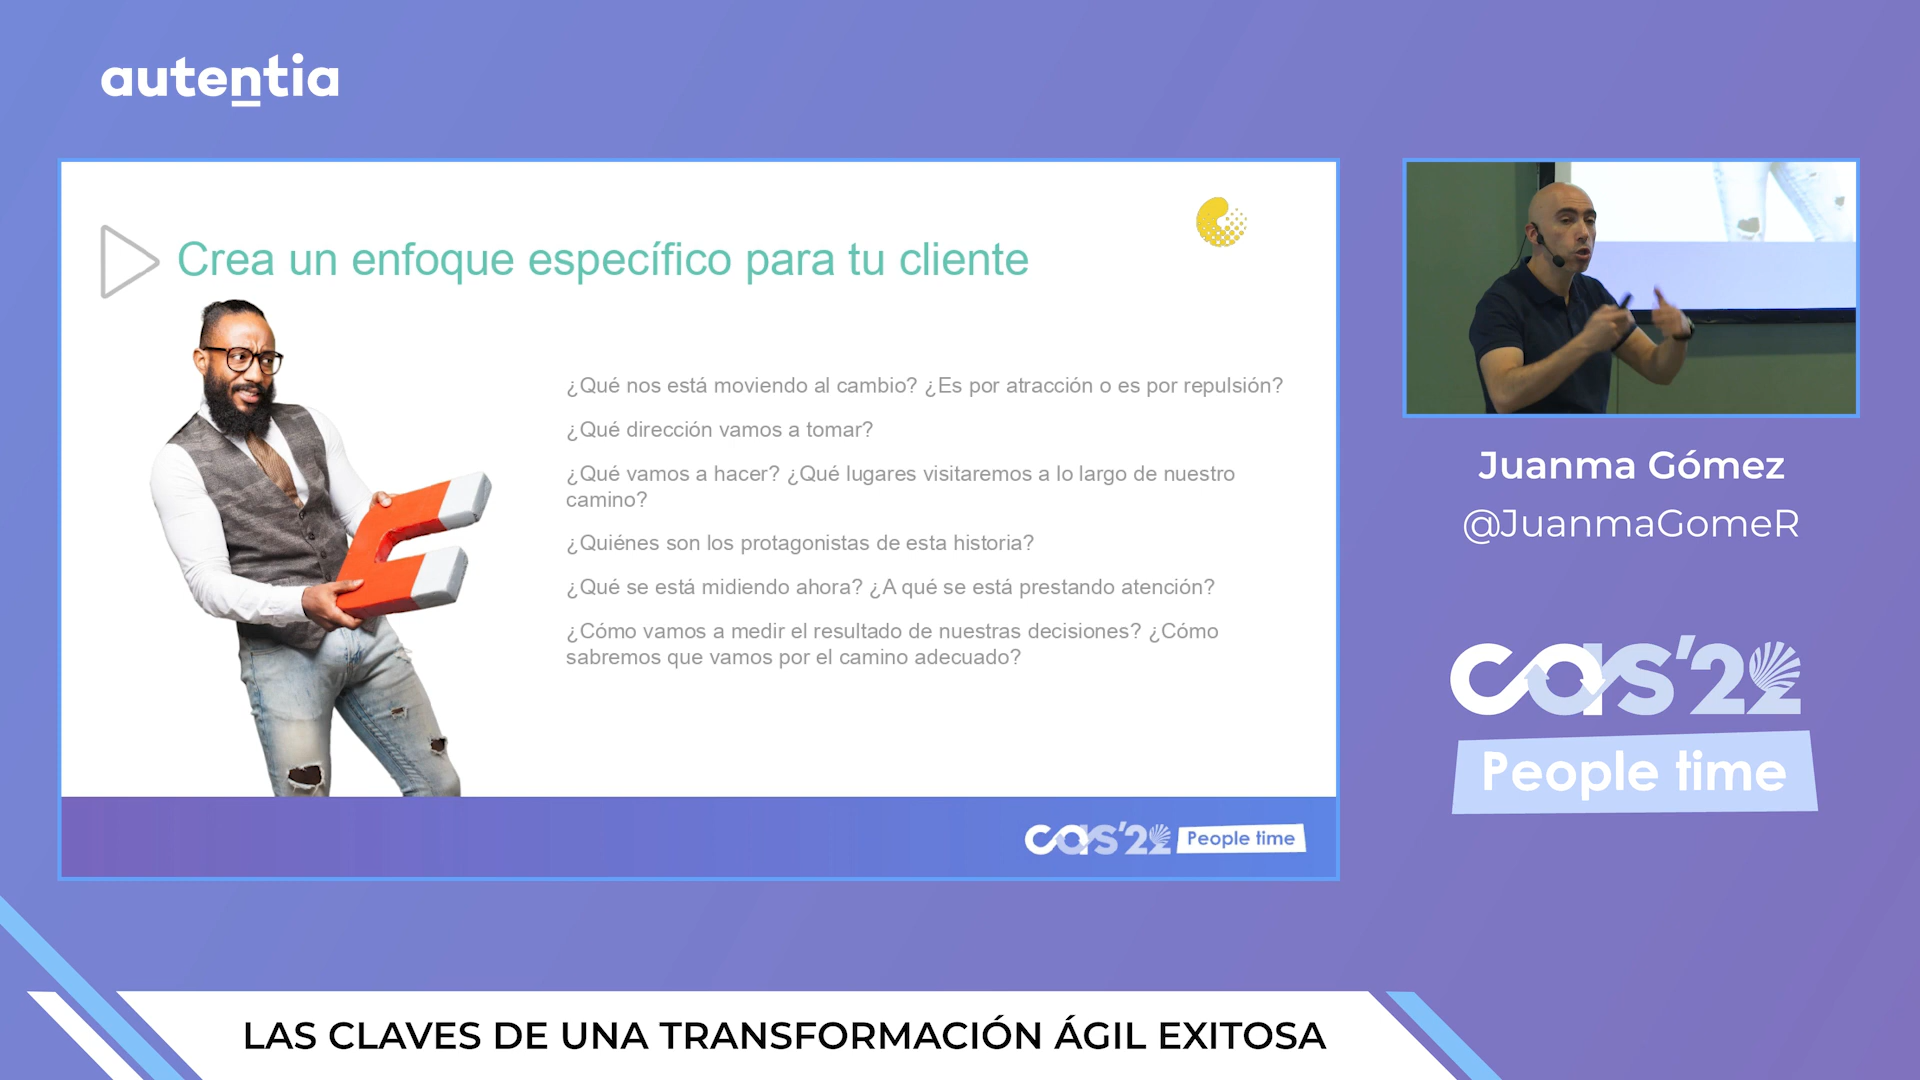 autentia
Crea un enfoque específico para tu cliente
¿Qué nos está moviendo al cambio? ¿Es por atracción o es por repulsión?
¿Qué dirección vamos a tomar?
¿Qué vamos a hacer? ¿Qué lugares visitaremos a lo largo de nuestro
camino?
¿Quiénes son los protagonistas de esta historia?
¿Qué se está midiendo ahora? ¿A qué se está prestando atención?
¿Cómo vamos a medir el resultado de nuestras decisiones? ¿Cómo
sabremos que vamos por el camino adecuado?
cas'22 People time
Juanma Gómez
@JuanmaGomeR
cas'22
People time
LAS CLAVES DE UNA TRANSFORMACIÓN ÁGIL EXITOSA